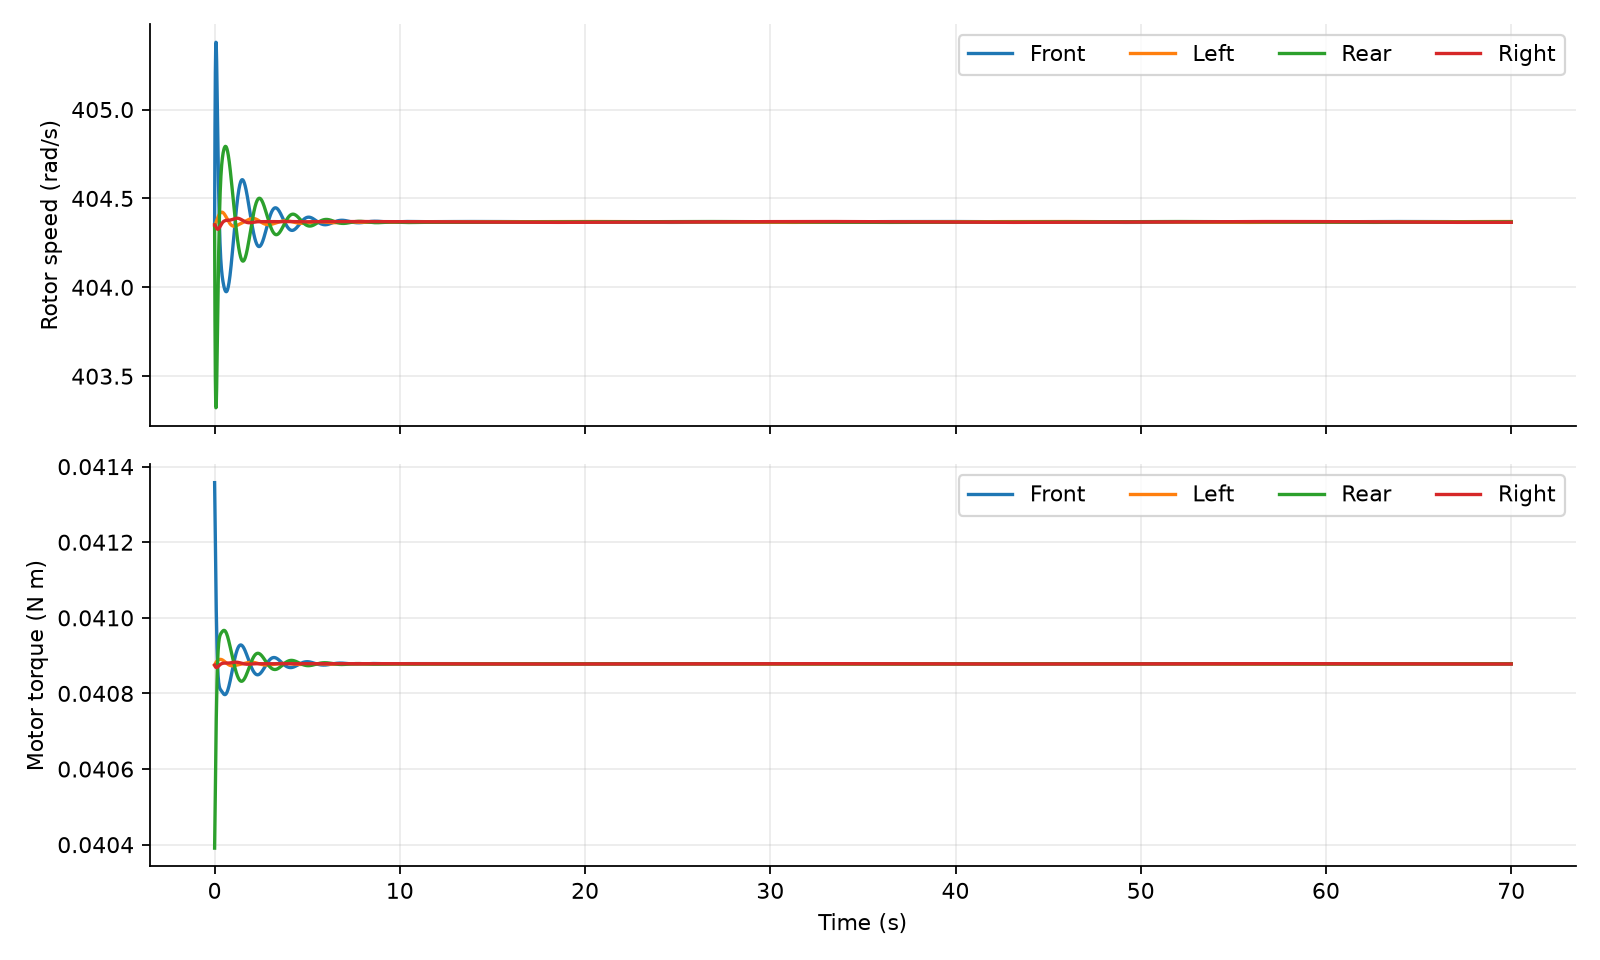 Rotor speed (rad/s)
405.0
404.5
404.0
403.5
Front Left Rear Right
Motor torque (N m)
0.0414
0.0412
0.0410
0.0408
0.0406
0.0404
Front Left Rear Right
0 10 20 30 40 50 60 70
Time (s)